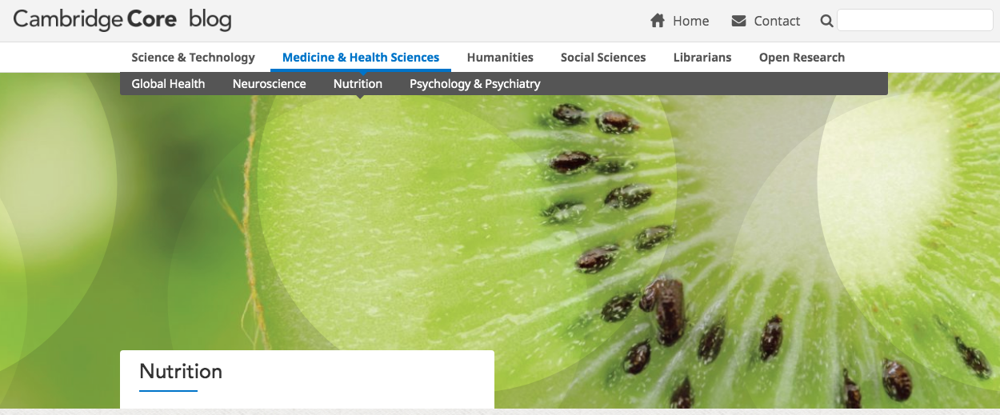 Cambridge Core blog
Home Contact
Science & Technology Medicine & Health Sciences Humanities Social Sciences Librarians Open Research
Global Health Neuroscience Nutrition Psychology & Psychiatry
Nutrition